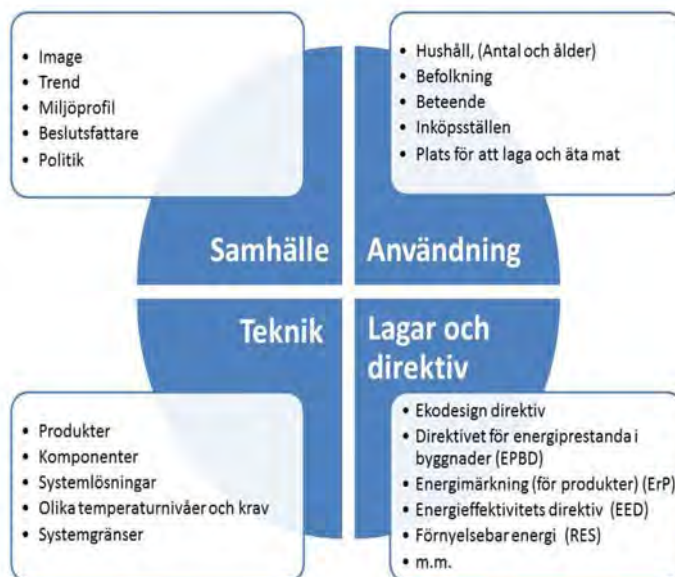 • Image
• Trend
• Miljöprofil
• Beslutsfattare
• Politik
• Hushåll, (Antal och ålder)
• Befolkning
• Beteende
• Inköpsställen
• Plats för att laga och äta mat
Samhälle
Användning
Teknik
Lagar och
direktiv
• Produkter
• Komponenter
• Systemlösningar
• Olika temperaturnivåer och krav
• Systemgränser
• Ekodesign direktiv
• Direktivet för energiprestanda i
byggnader (EPBD)
• Energimärkning (för produkter) (ErP)
• Energieffektivitets direktiv (EED)
• Förnyelsebar energi (RES)
• m.m.